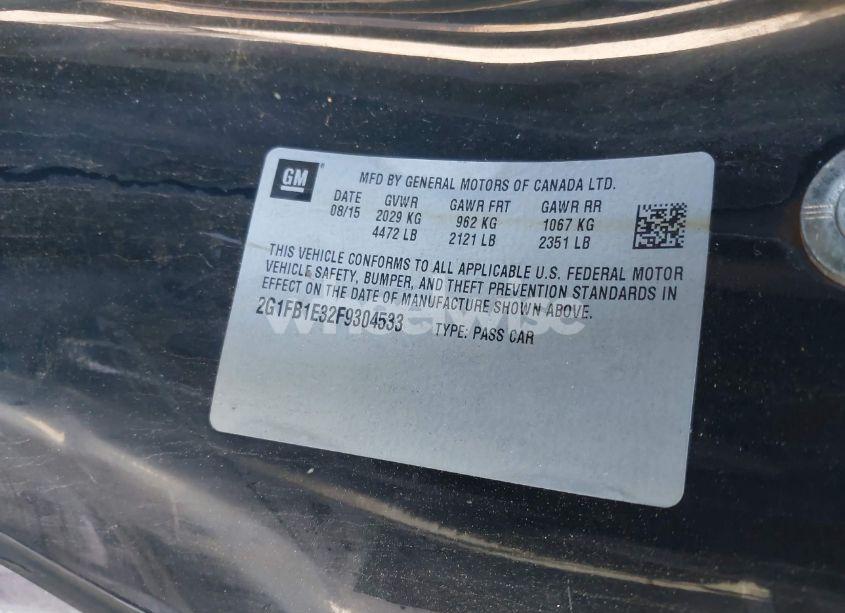 GM
MFD BY GENERAL MOTORS OF CANADA LTD.
DATE GVWR GAWR FRT GAWR RR
08/15 2029 KG 962 KG 1067 KG
4472 LB 2121 LB 2351 LB
THIS VEHICLE CONFORMS TO ALL APPLICABLE U.S. FEDERAL MOTOR
VEHICLE SAFETY, BUMPER, AND THEFT PREVENTION STANDARDS IN
EFFECT ON THE DATE OF MANUFACTURE SHOWN ABOVE.
2G1FB1E32F9304533 TYPE: PASS CAR
wheelwise